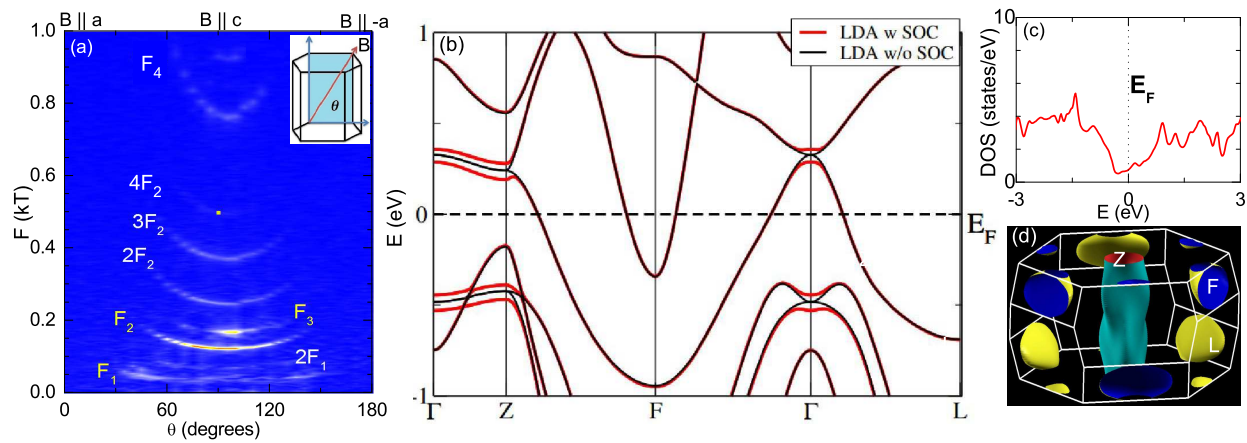 B || a
B || c
B || -a
(a)
B
θ
F4
4F2
3F2
2F2
F2
F3
F1
2F1
1.0
0.8
0.6
0.4
0.2
0.0
F (kT)
0
60
120
180
θ (degrees)
(b)
LDA w SOC
LDA w/o SOC
1
0
-1
E (eV)
EF
Γ
Z
F
Γ
L
(c)
10
0
DOS (states/eV)
EF
-3
0
3
E (eV)
(d)
Z
F
L